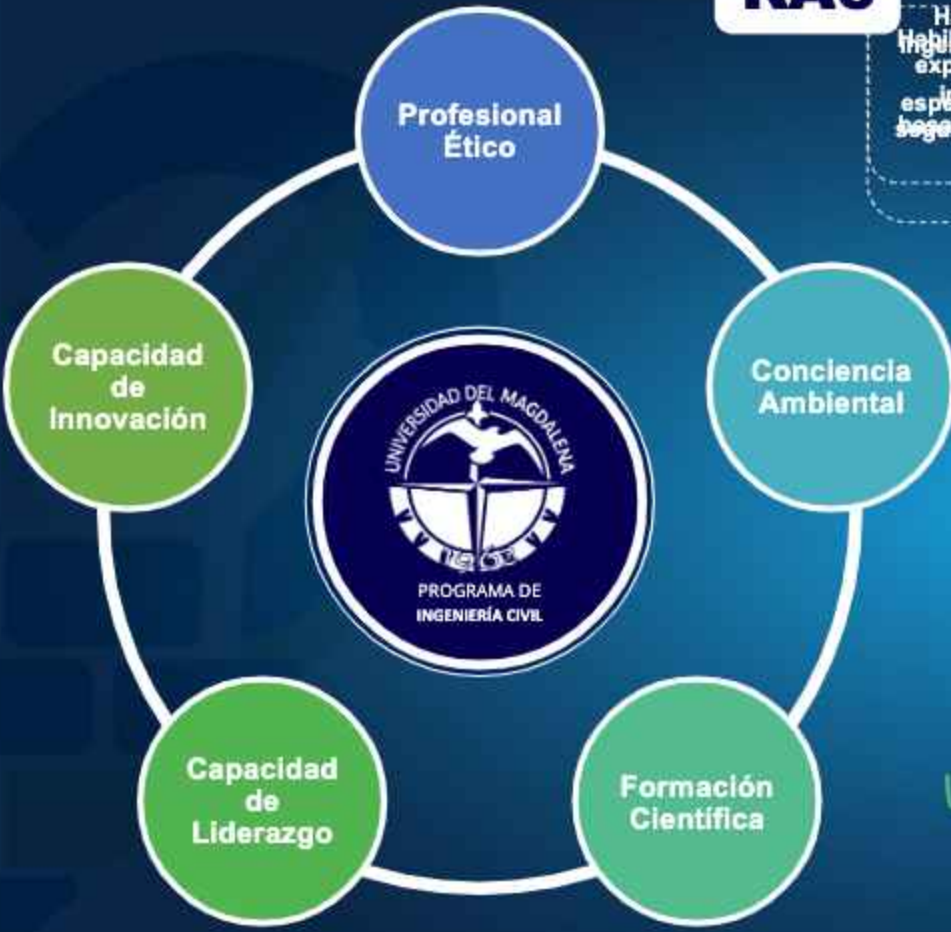 Profesional
Ético
Capacidad
de
Innovación
Conciencia
Ambiental
UNIVERSIDAD DEL MAGDALENA
PROGRAMA DE
INGENIERÍA CIVIL
Capacidad
de
Liderazgo
Formación
Científica